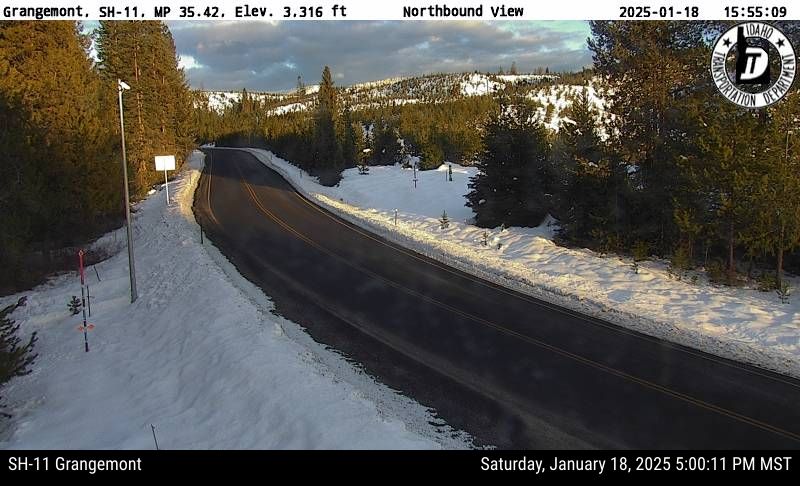 Grangemont, SH-11, MP 35.42, Elev. 3,316 ft Northbound View 2025-01-18 15:55:09
IDAHO
TRANSPORTATION DEPARTMENT
SH-11 Grangemont Saturday, January 18, 2025 5:00:11 PM MST